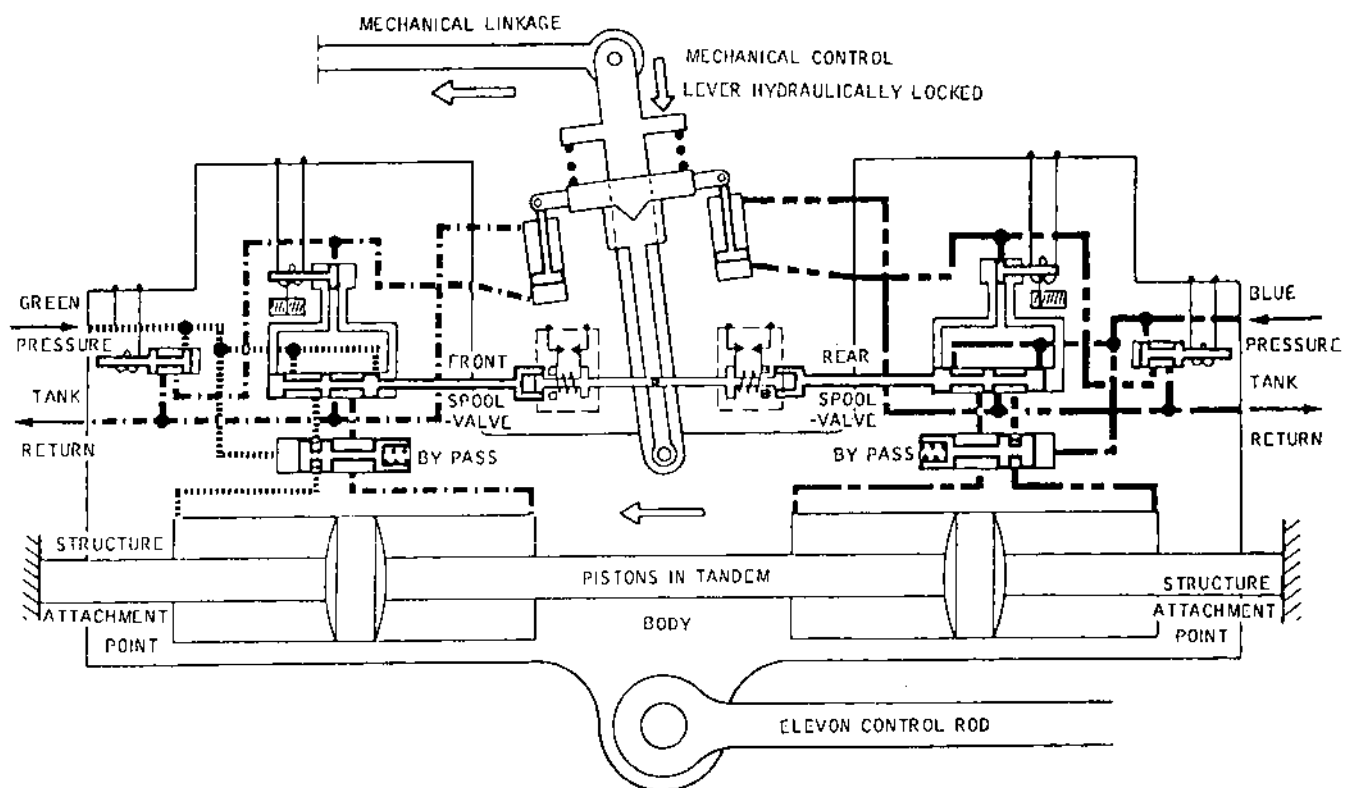 MECHANICAL LINKAGE
MECHANICAL CONTROL
LEVER HYDRAULICALLY LOCKED
GREEN
PRESSURE
TANK
RETURN
FRONT
SPOOL
-VALVE
REAR
SPOOL
-VALVE
BLUE
PRESSURE
TANK
RETURN
BY PASS
BY PASS
STRUCTURE
ATTACHMENT
POINT
PISTONS IN TANDEM
BODY
STRUCTURE
ATTACHMENT
POINT
ELEVON CONTROL ROD